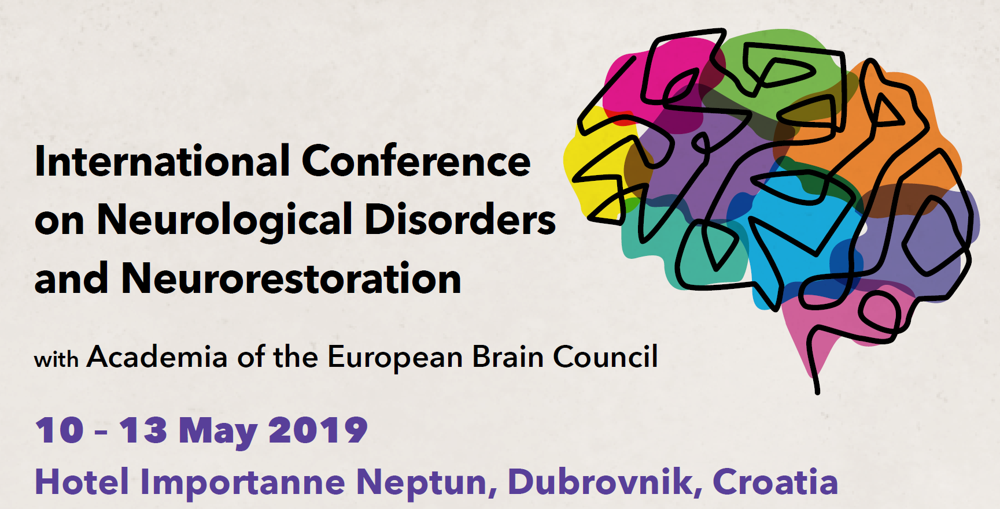 International Conference
on Neurological Disorders
and Neurorestoration
with Academia of the European Brain Council
10 – 13 May 2019
Hotel Importanne Neptun, Dubrovnik, Croatia